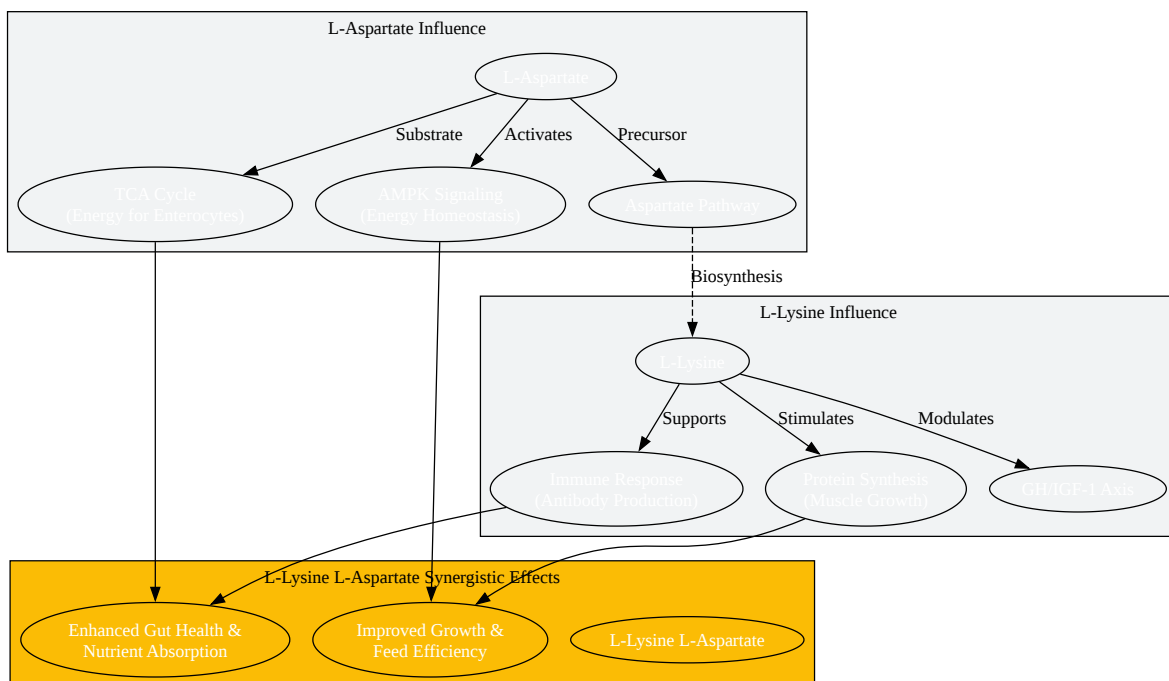 L-Aspartate Influence
L-Aspartate
Substrate
Activates
Precursor
TCA Cycle
(Energy for Enterocytes)
AMPK Signaling
(Energy Homeostasis)
Aspartate Pathway
Biosynthesis
L-Lysine Influence
L-Lysine
Supports
Stimulates
Modulates
Immune Response
(Antibody Production)
Protein Synthesis
(Muscle Growth)
GH/IGF-1 Axis
L-Lysine L-Aspartate Synergistic Effects
Enhanced Gut Health &
Nutrient Absorption
Improved Growth &
Feed Efficiency
L-Lysine L-Aspartate